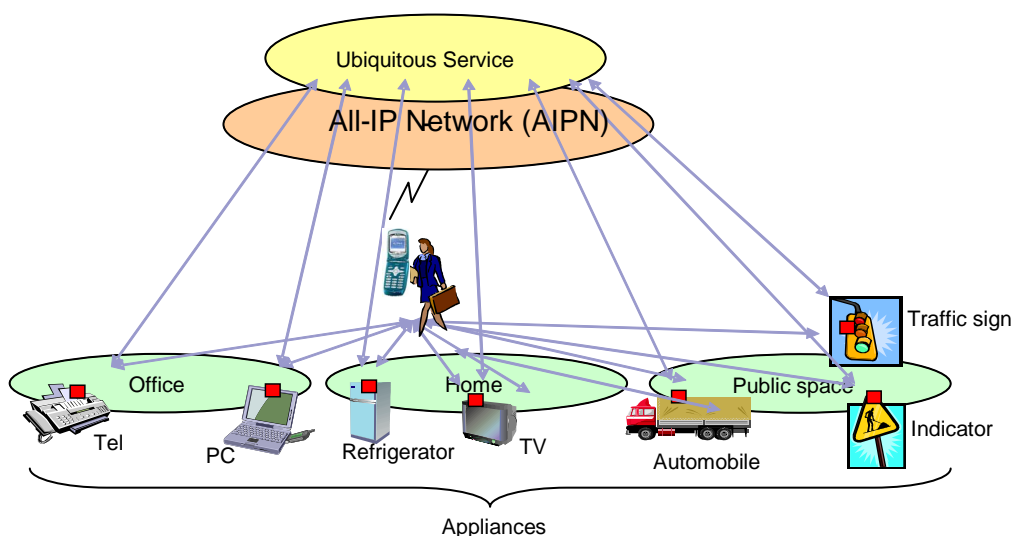 Ubiquitous Service
All-IP Network (AIPN)
Traffic sign
Office
Home
Public space
Tel
PC
Refrigerator
TV
Automobile
Indicator
Appliances